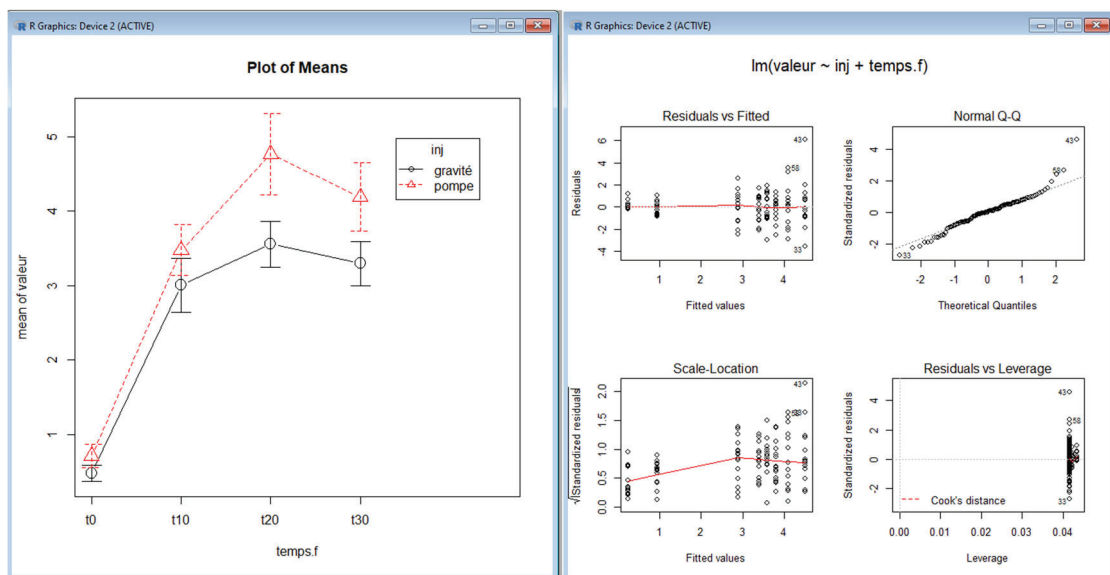 R Graphics: Device 2 (ACTIVE)
Plot of Means
mean of valeur
5
4
3
2
1
inj
gravité
pompe
t0 t10 t20 t30
temps.f
R Graphics: Device 2 (ACTIVE)
lm(valeur ~ inj + temps.f)
Residuals vs Fitted
Residuals
6
4
2
0
-2
-4
43
58
33
1 2 3 4
Fitted values
Normal Q-Q
Standardized residuals
4
2
0
-2
43
58
33
-2 -1 0 1 2
Theoretical Quantiles
Scale-Location
√|Standardized residuals|
2.0
1.5
1.0
0.5
0.0
43
1 2 3 4
Fitted values
Residuals vs Leverage
Standardized residuals
4
2
0
-2
43
58
33
Cook's distance
0.00 0.01 0.02 0.03 0.04
Leverage